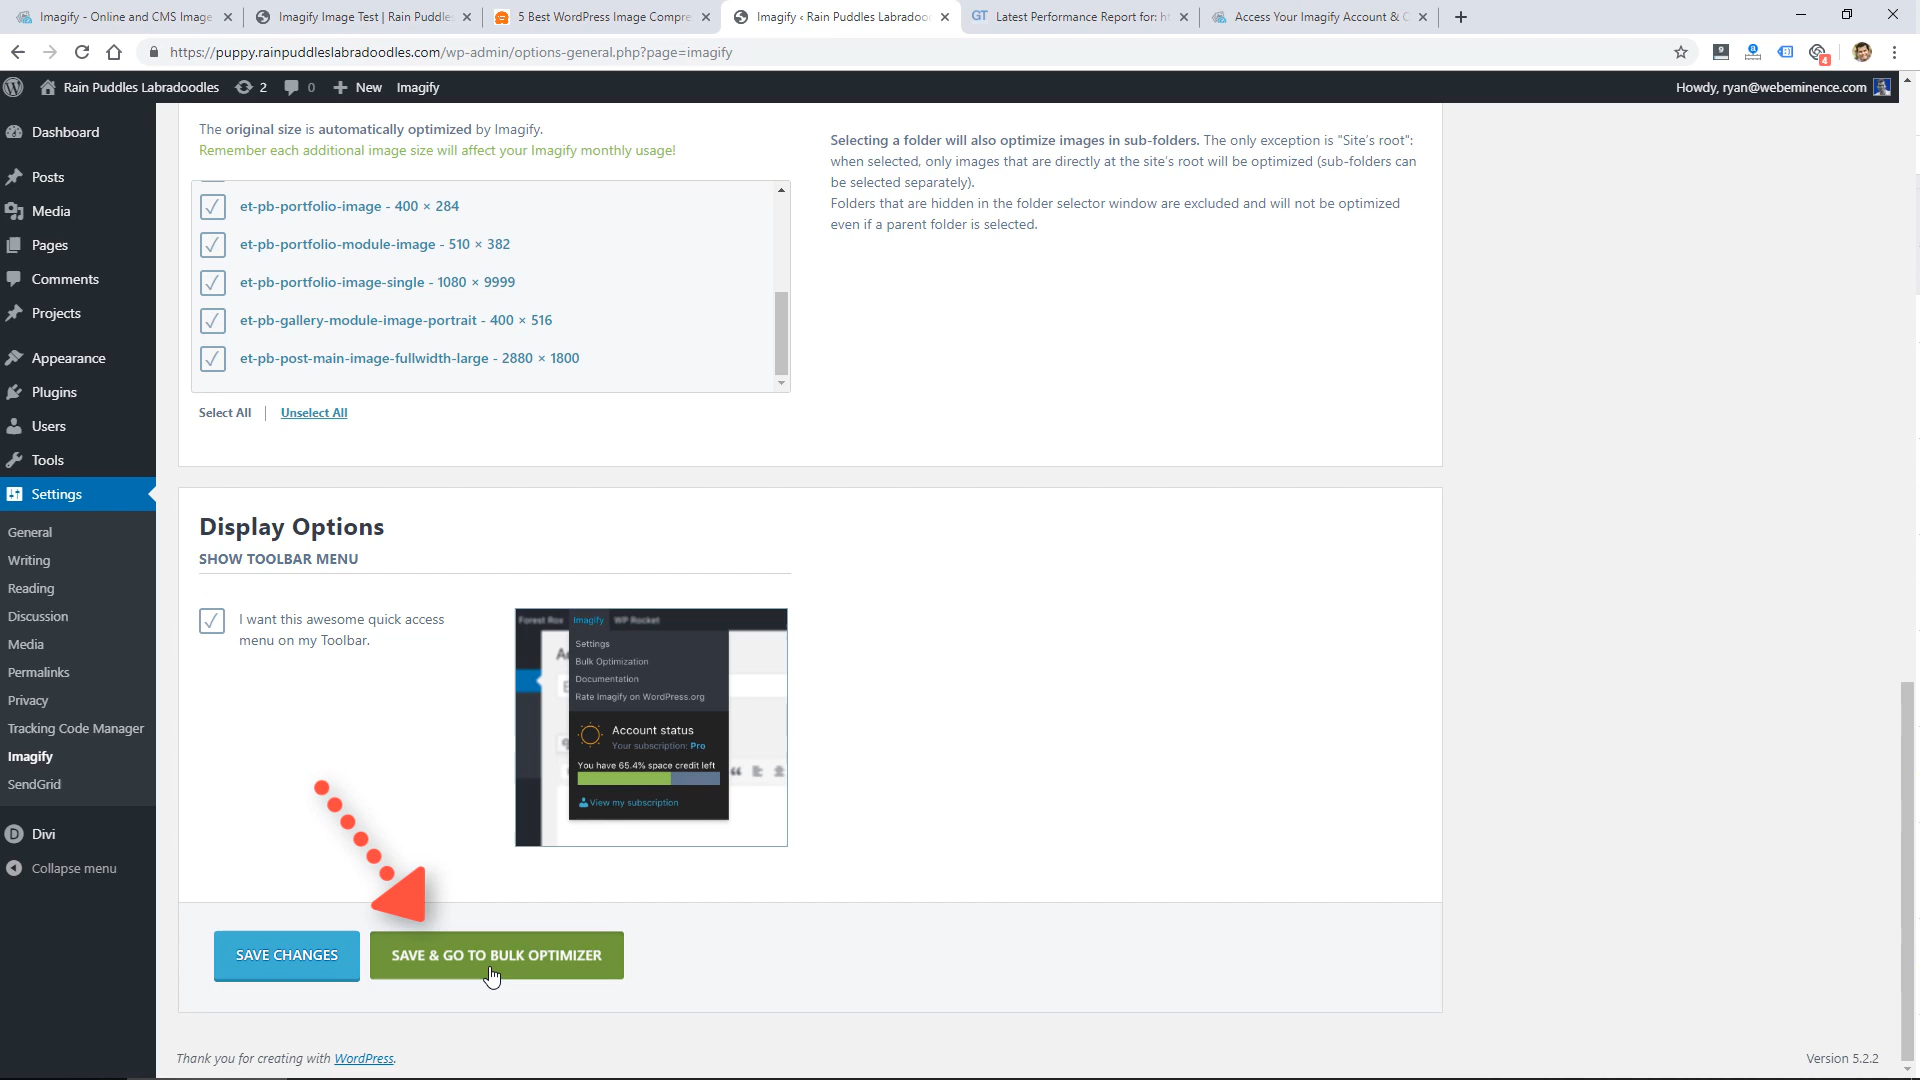 Imagify - Online and CMS Image
Imagify Image Test | Rain Puddles
5 Best WordPress Image Compre
Imagify ‹ Rain Puddles Labradoo
GT
Latest Performance Report for: ht
Access Your Imagify Account & C
https://puppy.rainpuddleslabradoodles.com/wp-admin/options-general.php?page=imagify
9
4
Rain Puddles Labradoodles
2
0
New
Imagify
Howdy, ryan@webeminence.com
Dashboard
Posts
Media
Pages
Comments
Projects
Appearance
Plugins
Users
Tools
Settings
General
Writing
Reading
Discussion
Media
Permalinks
Privacy
Tracking Code Manager
Imagify
SendGrid
Divi
Collapse menu
The original size is automatically optimized by Imagify.
Remember each additional image size will affect your Imagify monthly usage!
et-pb-portfolio-image - 400 × 284
et-pb-portfolio-module-image - 510 × 382
et-pb-portfolio-image-single - 1080 × 9999
et-pb-gallery-module-image-portrait - 400 × 516
et-pb-post-main-image-fullwidth-large - 2880 × 1800
Select All
Unselect All
Selecting a folder will also optimize images in sub-folders. The only exception is "Site's root":
when selected, only images that are directly at the site's root will be optimized (sub-folders can
be selected separately).
Folders that are hidden in the folder selector window are excluded and will not be optimized
even if a parent folder is selected.
Display Options
SHOW TOOLBAR MENU
I want this awesome quick access
menu on my Toolbar.
Forest Rox
Imagify
WP Rocket
Settings
Bulk Optimization
Documentation
Rate Imagify on WordPress.org
Account status
Your subscription: Pro
You have 65.4% space credit left
View my subscription
SAVE CHANGES
SAVE & GO TO BULK OPTIMIZER
Thank you for creating with WordPress.
Version 5.2.2